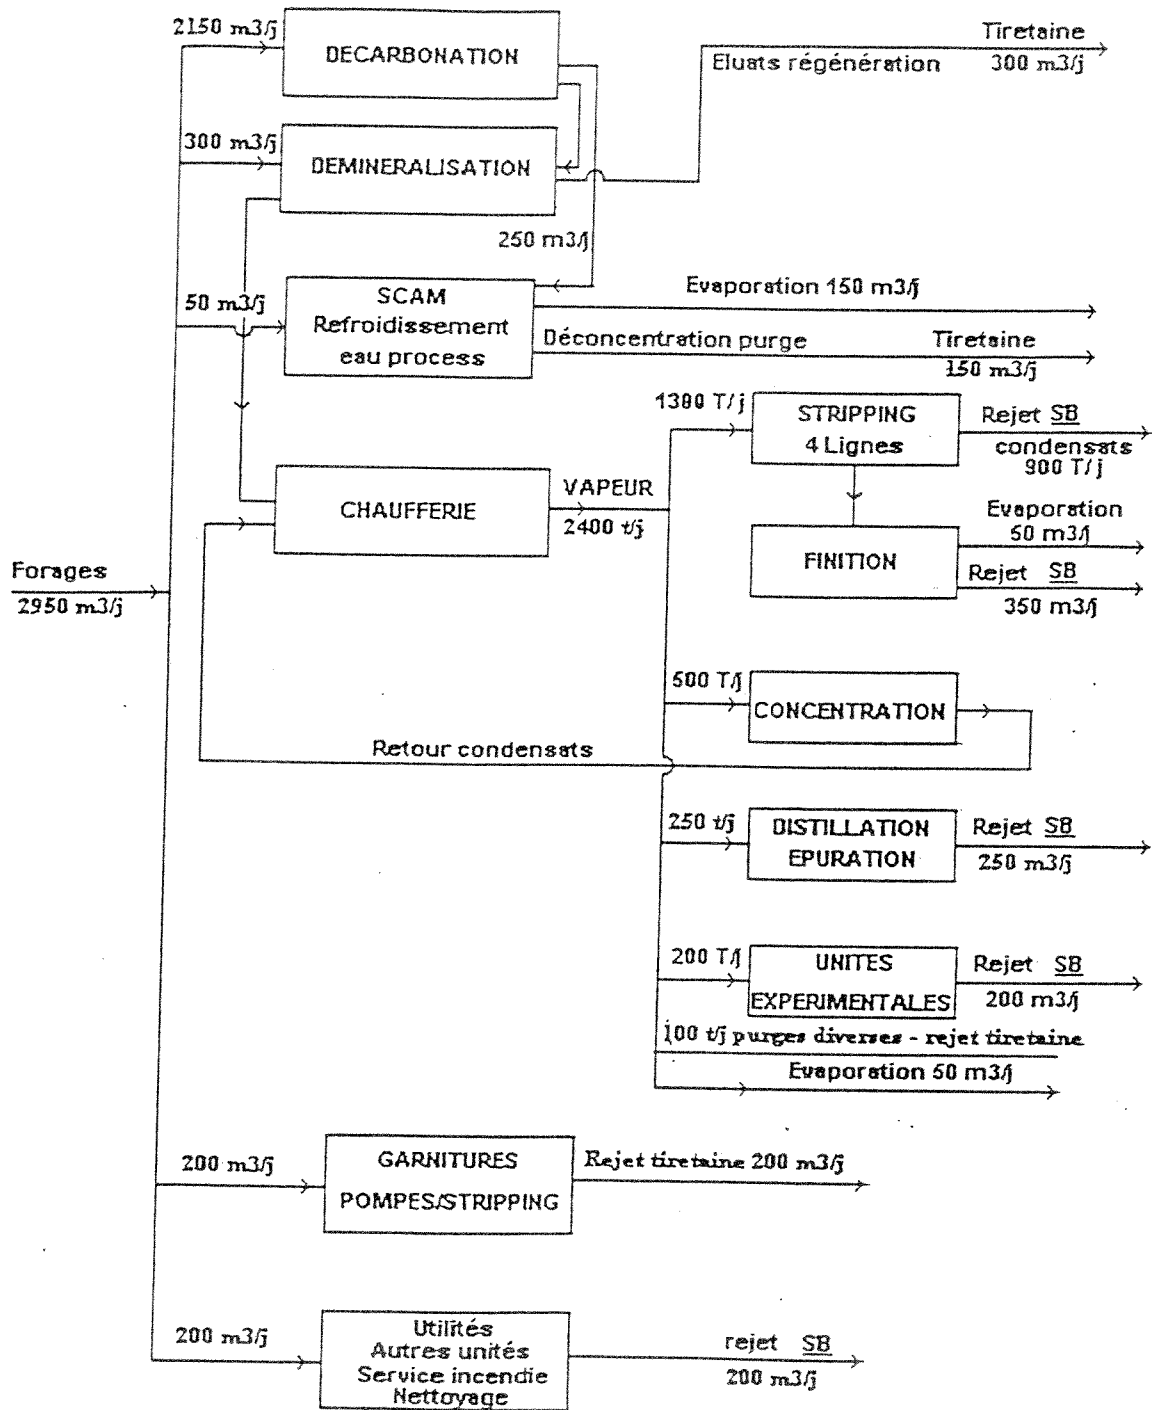 2150 m3/j
DECARBONATION
Tiretaine
Eluats régénération
300 m3/j
300 m3/j
DEMINERALISATION
250 m3/j
50 m3/j
SCAM
Refroidissement
eau process
Evaporation 150 m3/j
Déconcentration purge
Tiretaine
150 m3/j
1300 T/j
STRIPPING
4 Lignes
Rejet SB
condensats
900 T/j
CHAUFFERIE
VAPEUR
2400 t/j
Evaporation
50 m3/j
FINITION
Rejet SB
350 m3/j
Forages
2950 m3/j
500 T/j
CONCENTRATION
Retour condensats
250 t/j
DISTILLATION
EPURATION
Rejet SB
250 m3/j
200 T/j
UNITES
EXPERIMENTALES
Rejet SB
200 m3/j
100 t/j purges diverses - rejet tiretaine
Evaporation 50 m3/j
200 m3/j
GARNITURES
POMPES/STRIPPING
Rejet tiretaine 200 m3/j
200 m3/j
Utilités
Autres unités
Service incendie
Nettoyage
rejet SB
200 m3/j